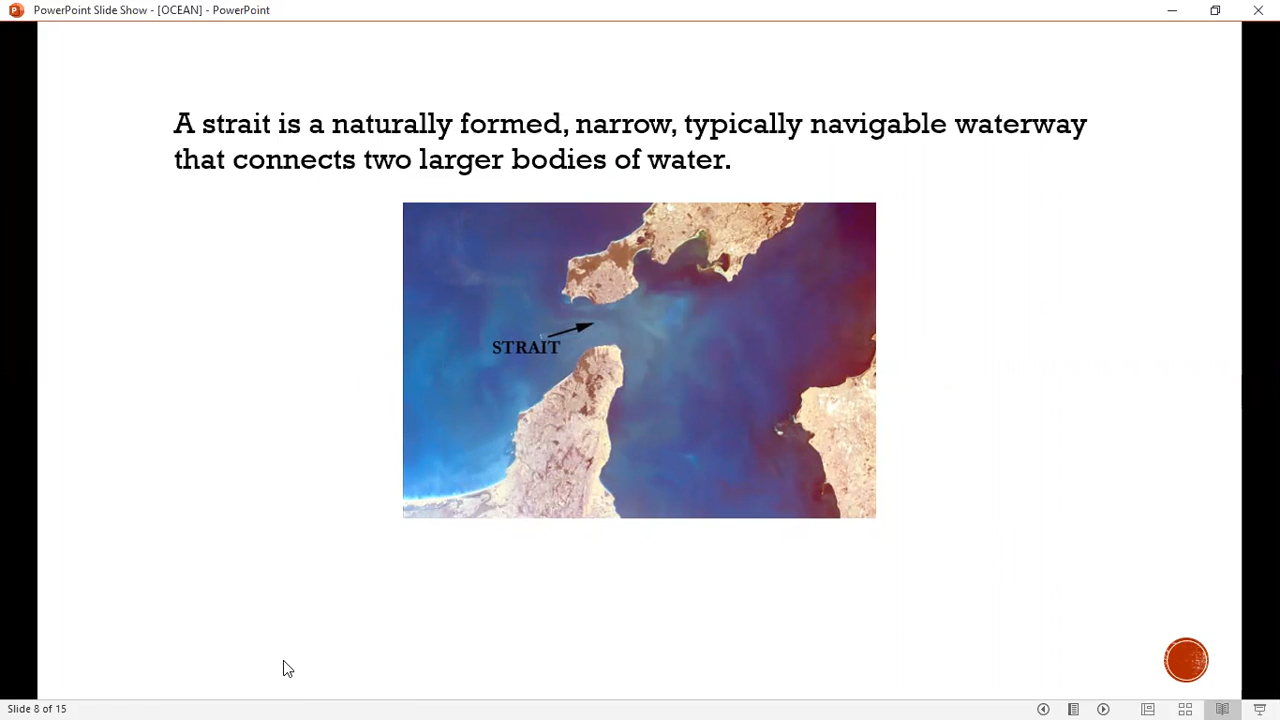 PowerPoint Slide Show - [OCEAN] - PowerPoint
A strait is a naturally formed, narrow, typically navigable waterway
that connects two larger bodies of water.
STRAIT
Slide 8 of 15